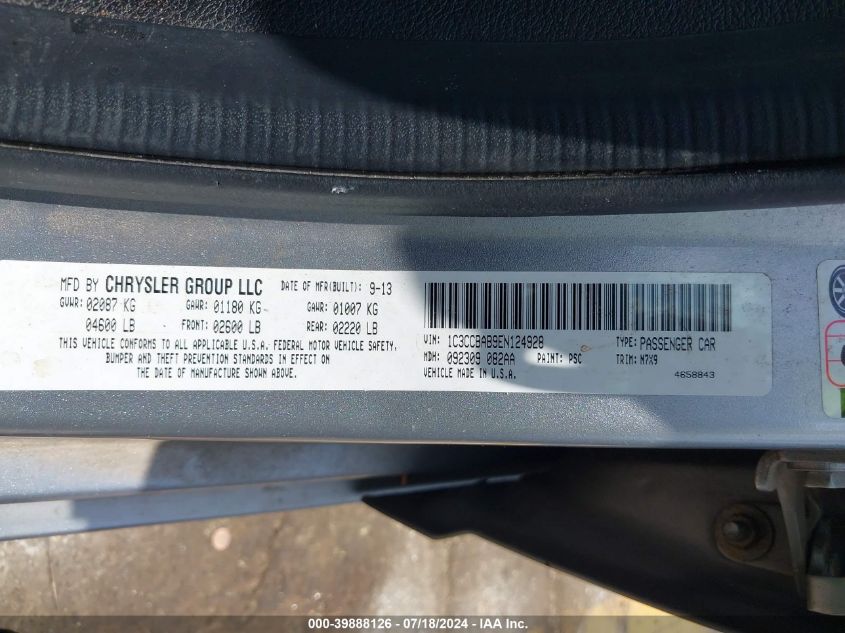 MFD BY CHRYSLER GROUP LLC DATE OF MFR(BUILT): 9-13
GVWR: 02087 KG GAWR: 01180 KG GAWR: 01007 KG
04600 LB FRONT: 02600 LB REAR: 02220 LB
THIS VEHICLE CONFORMS TO ALL APPLICABLE U.S.A. FEDERAL MOTOR VEHICLE SAFETY,
BUMPER AND THEFT PREVENTION STANDARDS IN EFFECT ON
THE DATE OF MANUFACTURE SHOWN ABOVE.
VIN: 1C3CCBAB9EN124928 TYPE: PASSENGER CAR
MDH: 092309 082AA PAINT: PSC TRIM: M7X9
VEHICLE MADE IN U.S.A. 4658843
000-39888126 - 07/18/2024 - IAA Inc.